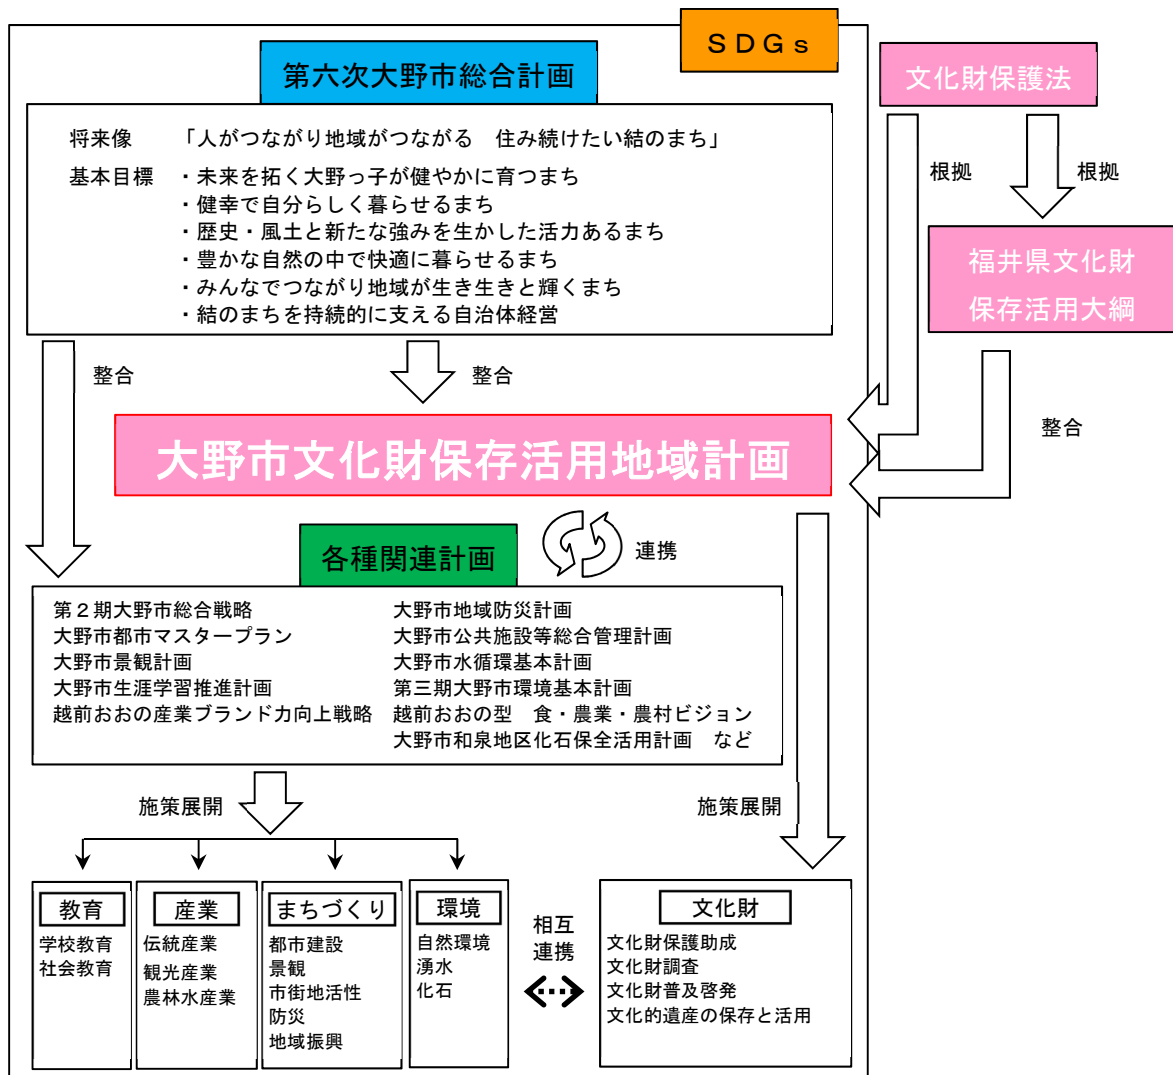 ＳＤＧｓ
第六次大野市総合計画
文化財保護法
将来像　「人がつながり地域がつながる　住み続けたい結のまち」
基本目標　・未来を拓く大野っ子が健やかに育つまち
・健幸で自分らしく暮らせるまち
・歴史・風土と新たな強みを生かした活力あるまち
・豊かな自然の中で快適に暮らせるまち
・みんなでつながり地域が生き生きと輝くまち
・結のまちを持続的に支える自治体経営
根拠
根拠
福井県文化財
保存活用大綱
整合
整合
整合
大野市文化財保存活用地域計画
連携
各種関連計画
第２期大野市総合戦略
大野市都市マスタープラン
大野市景観計画
大野市生涯学習推進計画
越前おおの産業ブランド力向上戦略
大野市地域防災計画
大野市公共施設等総合管理計画
大野市水循環基本計画
第三期大野市環境基本計画
越前おおの型　食・農業・農村ビジョン
大野市和泉地区化石保全活用計画　など
施策展開
施策展開
教育
学校教育
社会教育
産業
伝統産業
観光産業
農林水産業
まちづくり
都市建設
景観
市街地活性
防災
地域振興
環境
自然環境
湧水
化石
相互
連携
文化財
文化財保護助成
文化財調査
文化財普及啓発
文化的遺産の保存と活用